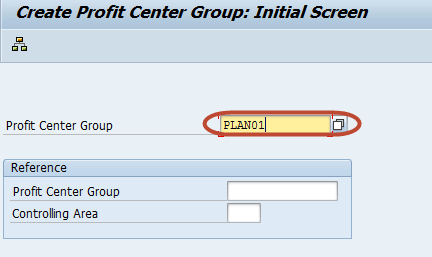 Create Profit Center Group: Initial Screen
Profit Center Group PLAN01
Reference
Profit Center Group
Controlling Area